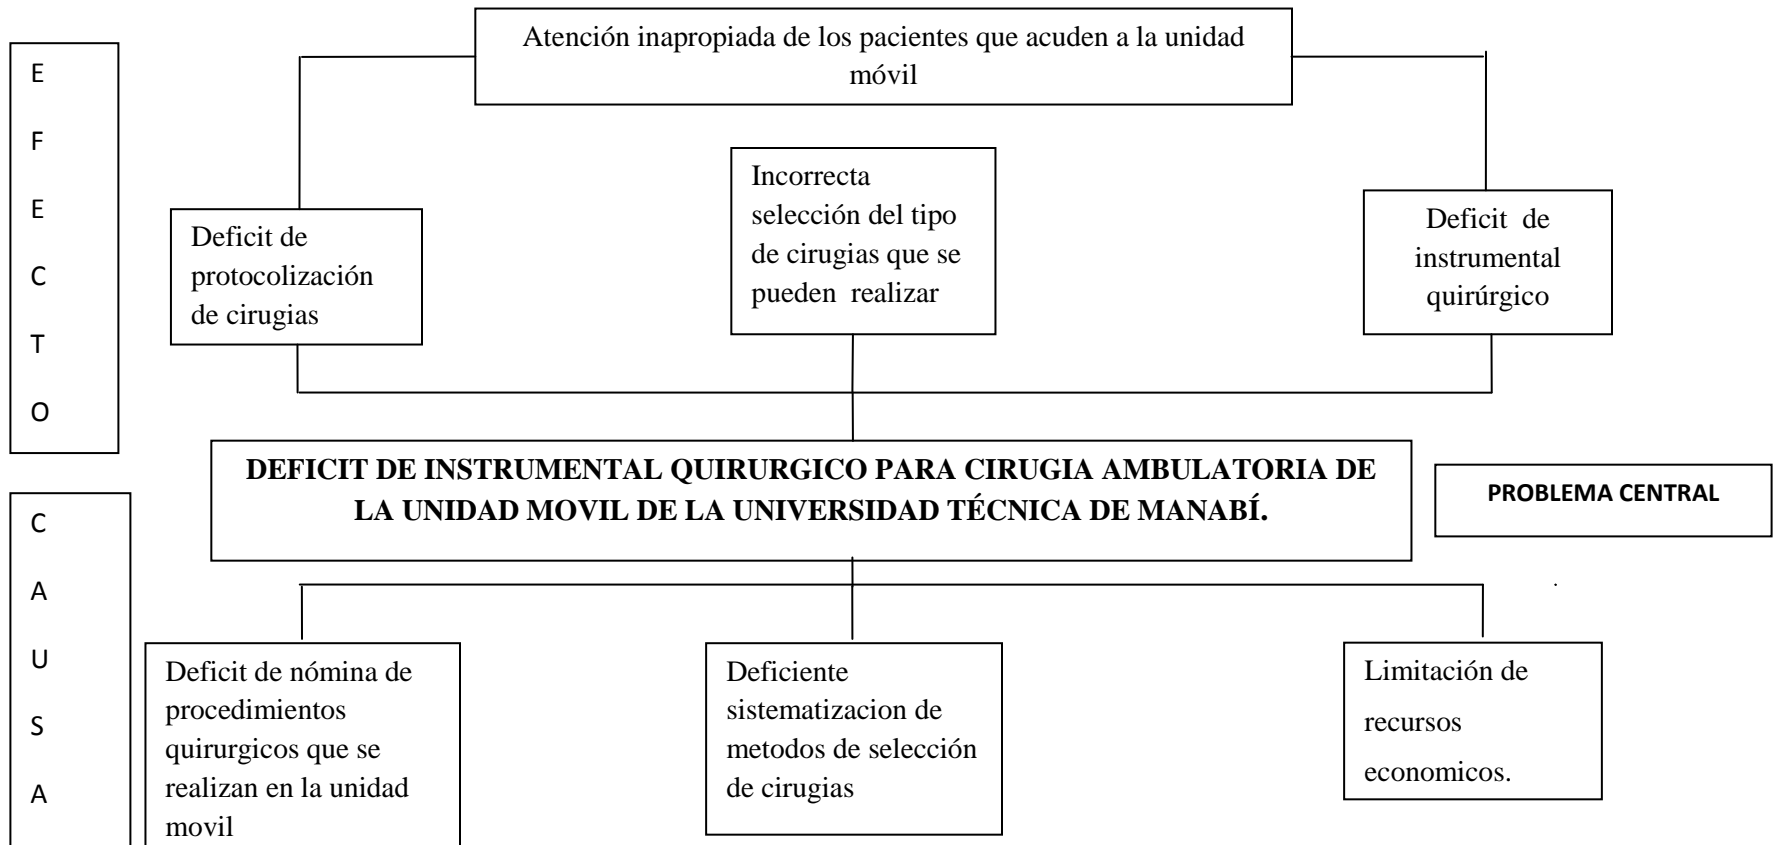 Atención inapropiada de los pacientes que acuden a la unidad
móvil
E
F
E
C
T
O
Deficit de
protocolización
de cirugias
Incorrecta
selección del tipo
de cirugias que se
pueden realizar
Deficit de
instrumental
quirúrgico
DEFICIT DE INSTRUMENTAL QUIRURGICO PARA CIRUGIA AMBULATORIA DE
LA UNIDAD MOVIL DE LA UNIVERSIDAD TÉCNICA DE MANABÍ.
PROBLEMA CENTRAL
C
A
U
S
A
Deficit de nómina de
procedimientos
quirurgicos que se
realizan en la unidad
movil
Deficiente
sistematizacion de
metodos de selección
de cirugias
Limitación de
recursos
economicos.